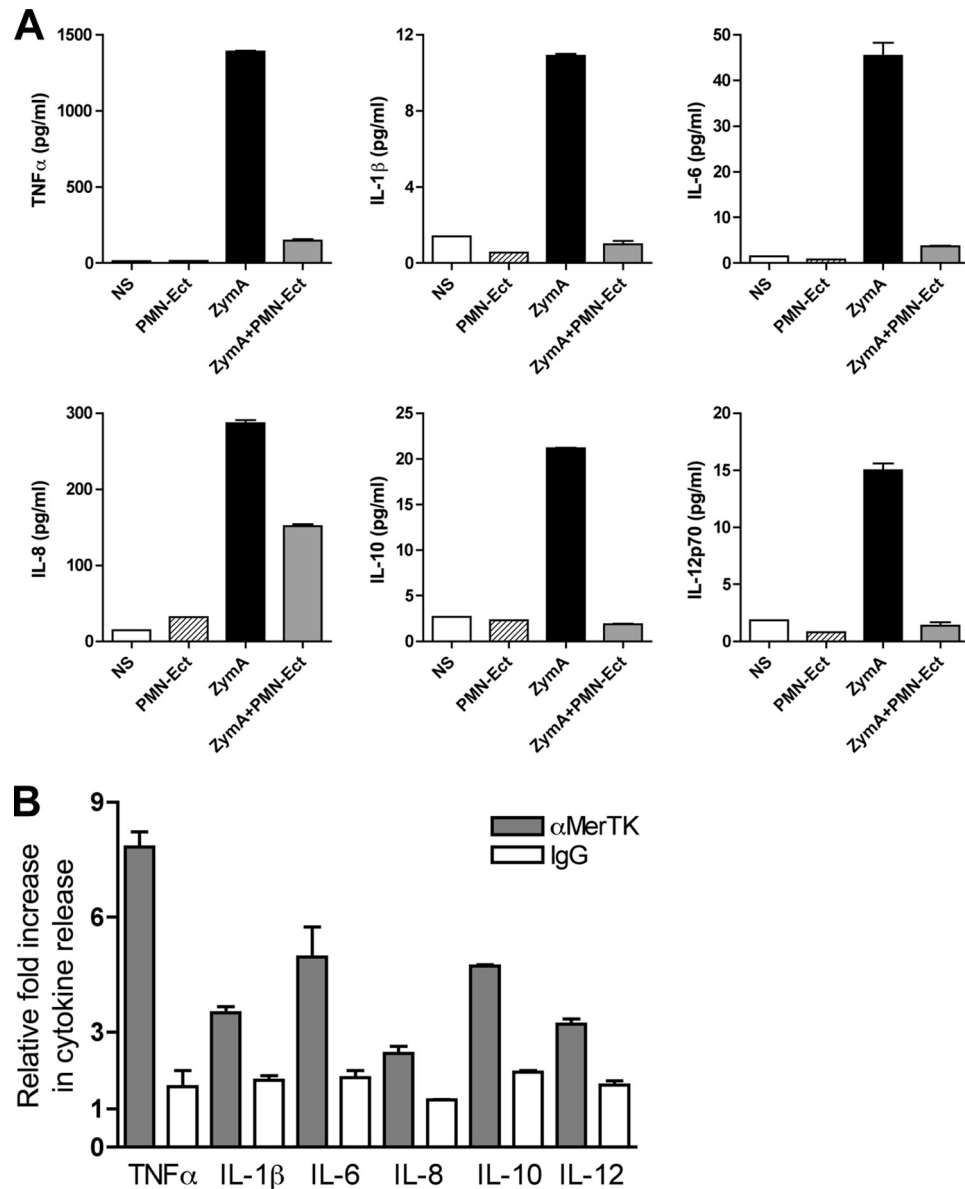 A
TNFα (pg/ml)
1500
1000
500
0
NS
PMN-Ect
ZymA
ZymA+PMN-Ect
IL-1β (pg/ml)
12
8
4
0
NS
PMN-Ect
ZymA
ZymA+PMN-Ect
IL-6 (pg/ml)
50
40
30
20
10
0
NS
PMN-Ect
ZymA
ZymA+PMN-Ect
IL-8 (pg/ml)
300
200
100
0
NS
PMN-Ect
ZymA
ZymA+PMN-Ect
IL-10 (pg/ml)
25
20
15
10
5
0
NS
PMN-Ect
ZymA
ZymA+PMN-Ect
IL-12p70 (pg/ml)
20
15
10
5
0
NS
PMN-Ect
ZymA
ZymA+PMN-Ect
B
Relative fold increase
in cytokine release
9
6
3
1
0
αMerTK
IgG
TNFα IL-1β IL-6 IL-8 IL-10 IL-12